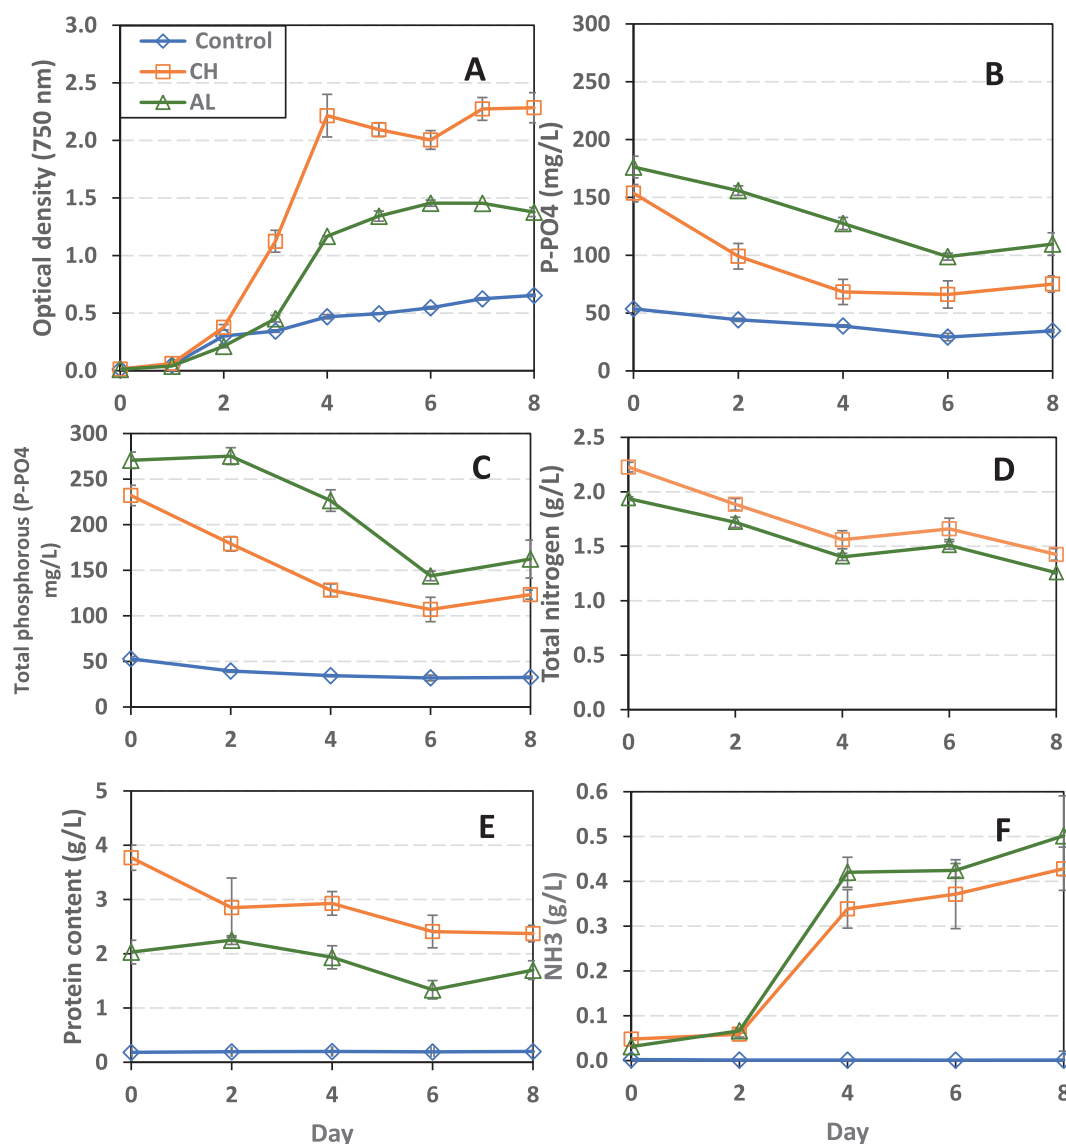 3.0
2.5
2.0
1.5
1.0
0.5
0.0
Optical density (750 nm)
Control
CH
AL
A
0 2 4 6 8
300
250
200
150
100
50
0
P-PO4 (mg/L)
B
0 2 4 6 8
300
250
200
150
100
50
0
Total phosphorous (P-PO4
mg/L)
C
0 2 4 6 8
2.5
2.0
1.5
1.0
0.5
0.0
Total nitrogen (g/L)
D
0 2 4 6 8
5
4
3
2
1
0
Protein content (g/L)
E
0 2 4 6 8
Day
0.6
0.5
0.4
0.3
0.2
0.1
0.0
NH3 (g/L)
F
0 2 4 6 8
Day